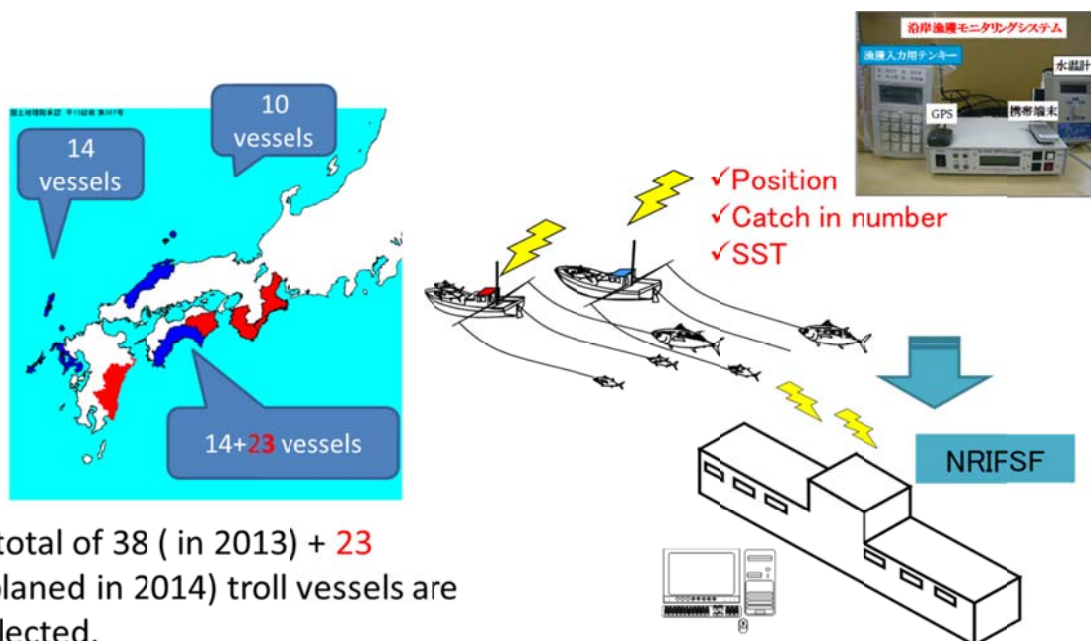 沿岸漁獲モニタリングシステム
漁獲入力用テンキー
水温計
GPS
携帯端末
10
vessels
14
vessels
✓Position
✓Catch in number
✓SST
14+23 vessels
NRIFSF
total of 38 ( in 2013) + 23
planed in 2014) troll vessels are
lected.